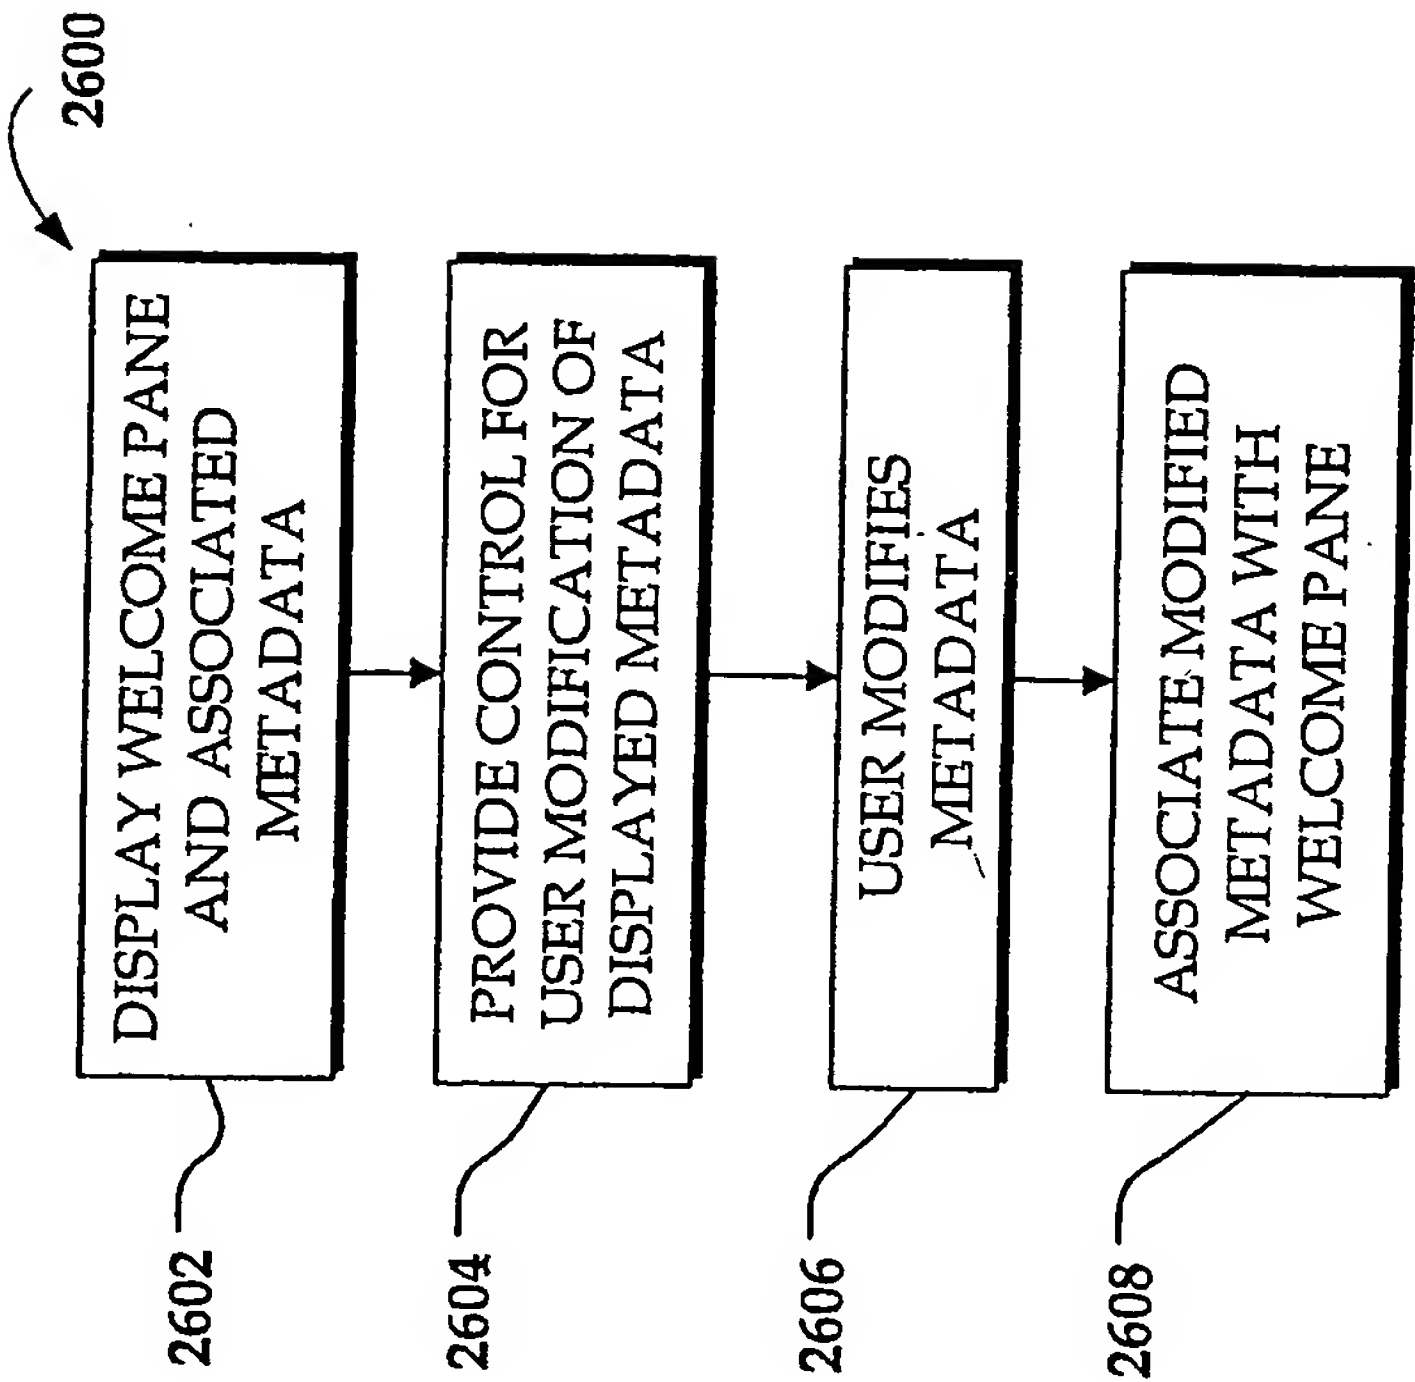 2600
DISPLAY WELCOME PANE
AND ASSOCIATED
METADATA
2602
PROVIDE CONTROL FOR
USER MODIFICATION OF
DISPLAYED METADATA
2604
USER MODIFIES
METADATA
2606
ASSOCIATE MODIFIED
METADATA WITH
WELCOME PANE
2608